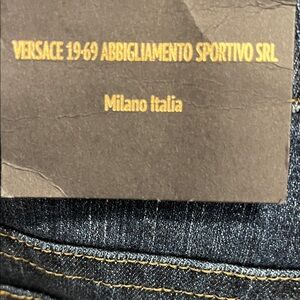 VERSACE 19-69 ABBIGLIAMENTO SPORTIVO SRL
Milano Italia